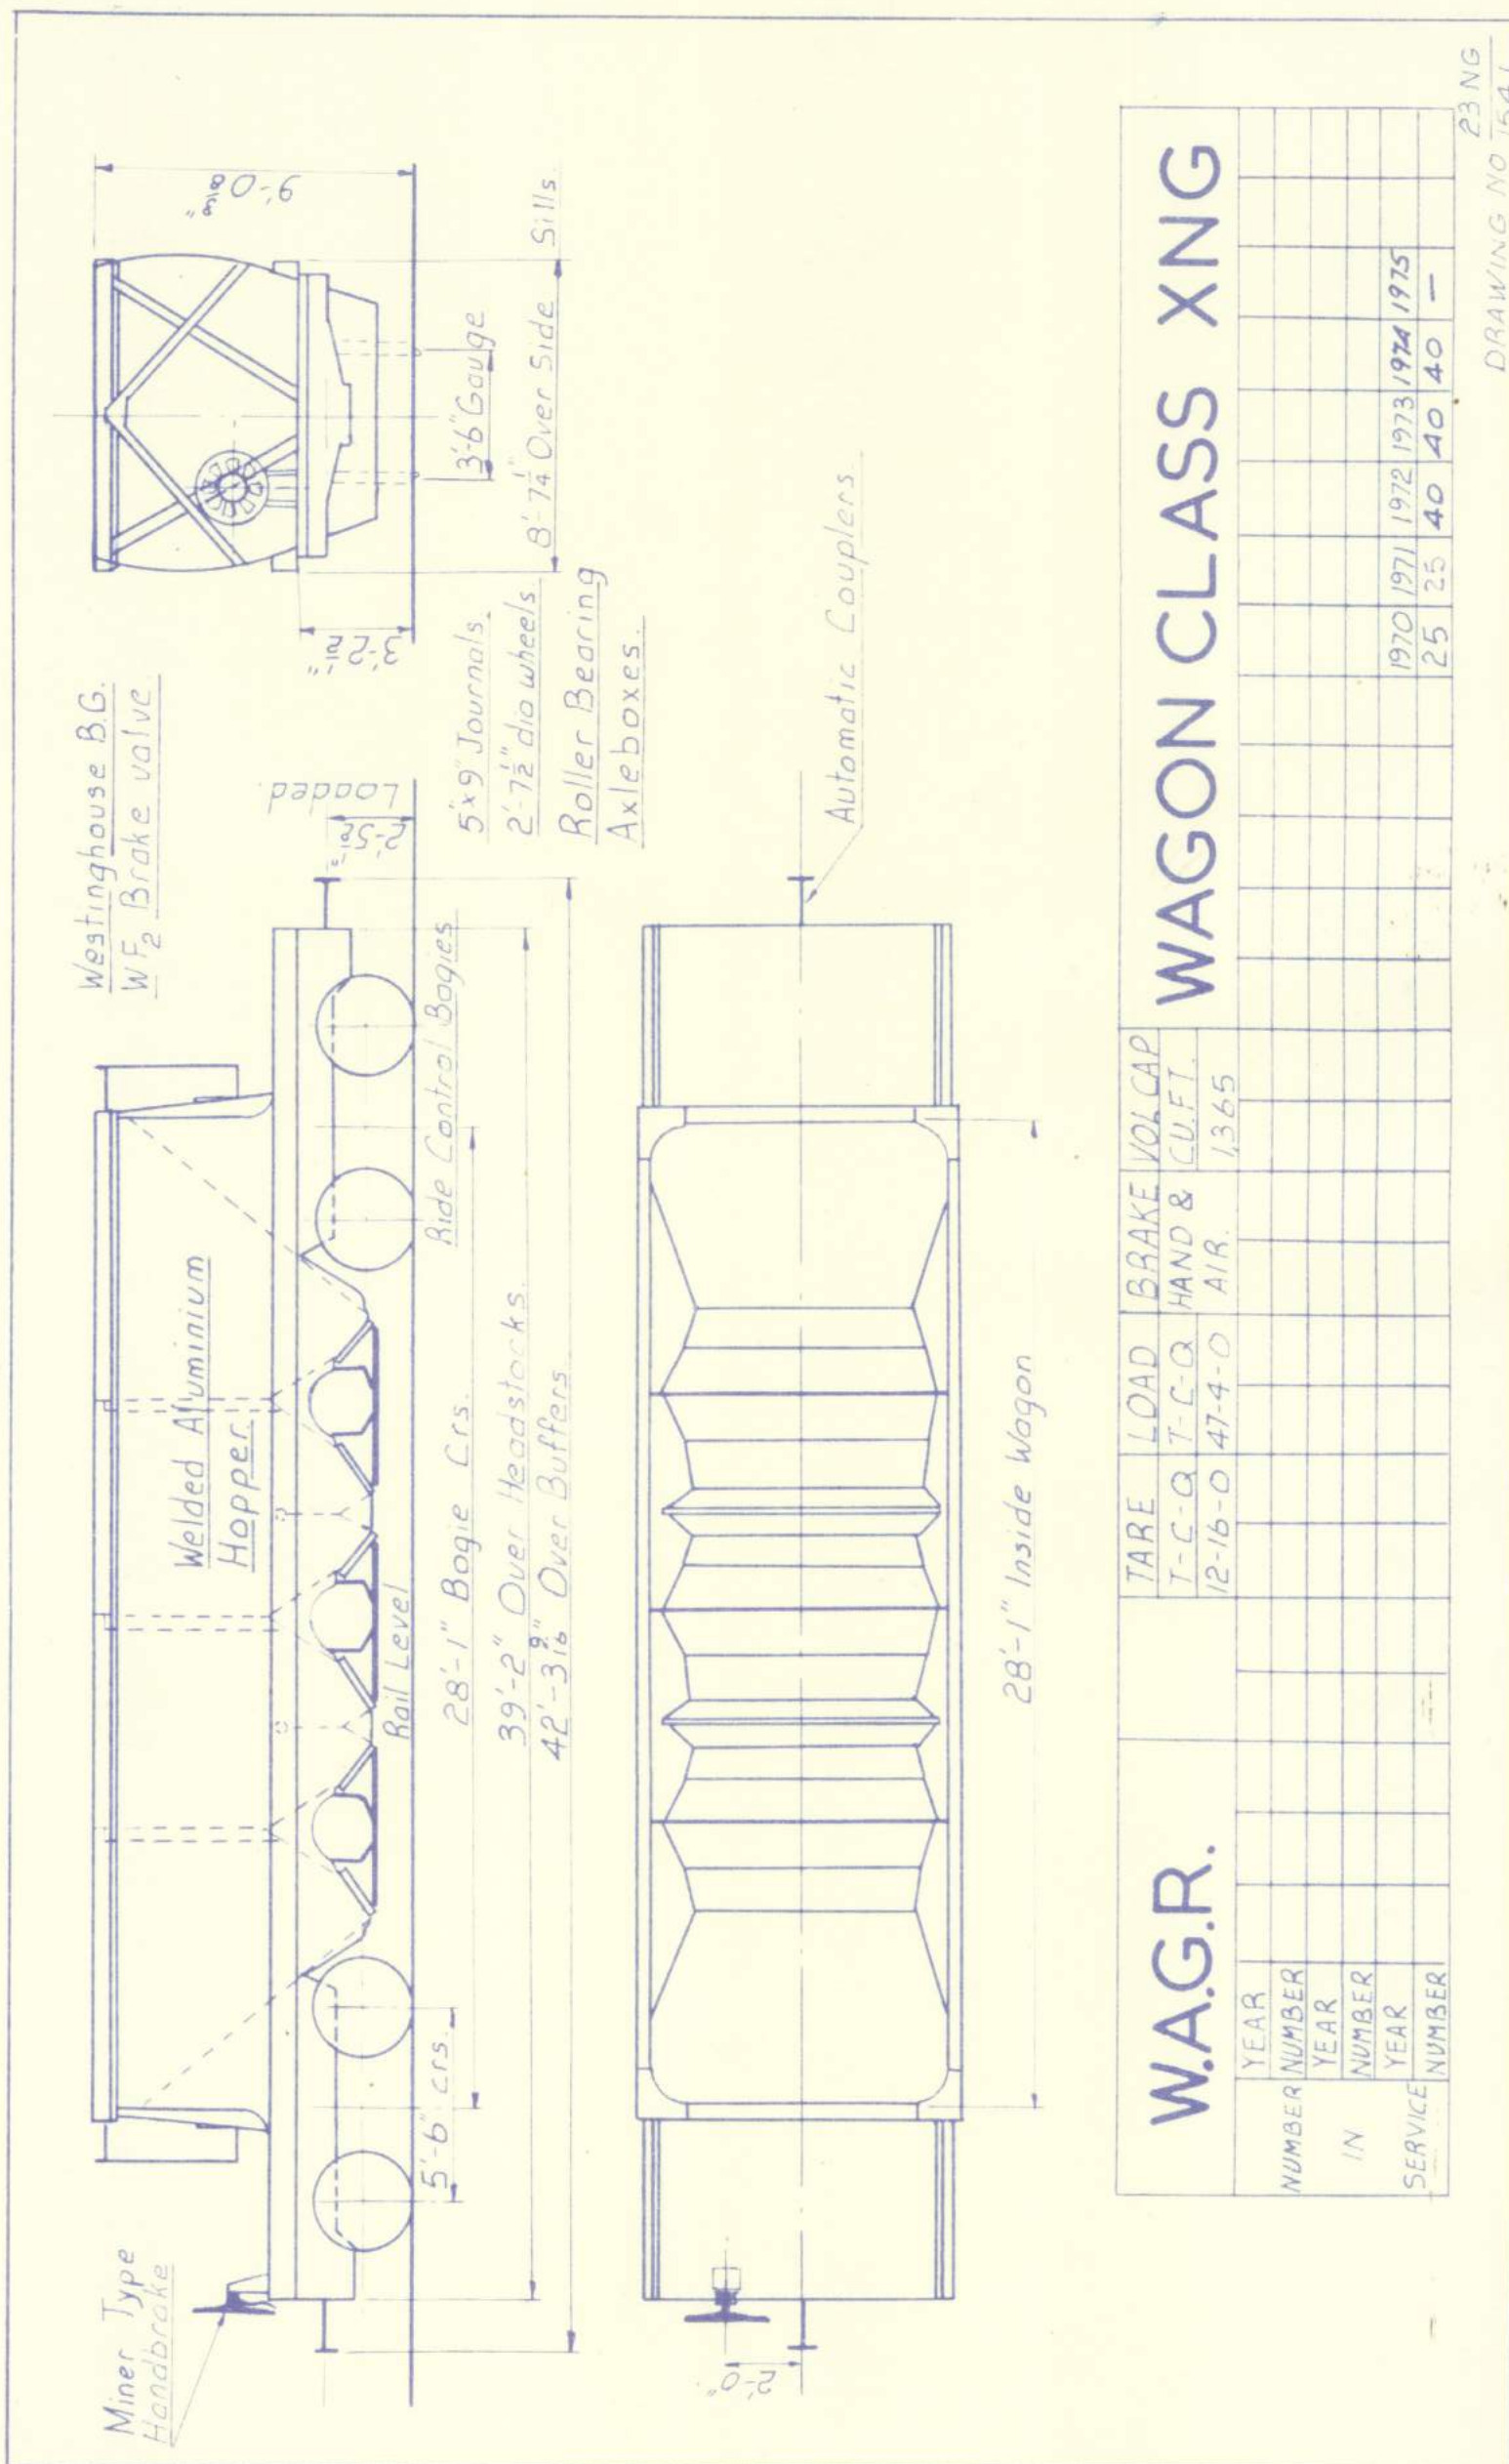 Miner Type
Handbrake
Westinghouse B.G.
WF2 Brake valve
Welded Aluminium
Hopper.
9'-0 3/8"
3'-2 1/2"
2'-5 1/2"
Loaded.
3'-6" Gauge
8'-7 1/4" Over Side Sills.
5"x9" Journals.
2'-7 1/2" dia wheels.
Roller Bearing
Axleboxes.
Rail Level
Ride Control Bogies
5'-6" crs.
28'-1" Bogie Crs.
39'-2" Over Headstocks.
42'-3 9/16" Over Buffers.
Automatic Couplers.
2'-0"
28'-1" Inside Wagon
W.A.G.R.
TARE
T-C-Q
12-16-0
LOAD
T-C-Q
47-4-0
BRAKE
HAND &
AIR.
VOL CAP
CU.FT.
1,365
WAGON CLASS XNG
NUMBER
IN
SERVICE
YEAR
NUMBER
YEAR
NUMBER
YEAR 1970 1971 1972 1973 1974 1975
NUMBER 25 25 40 40 40 —
DRAWING NO 23 NG
1541